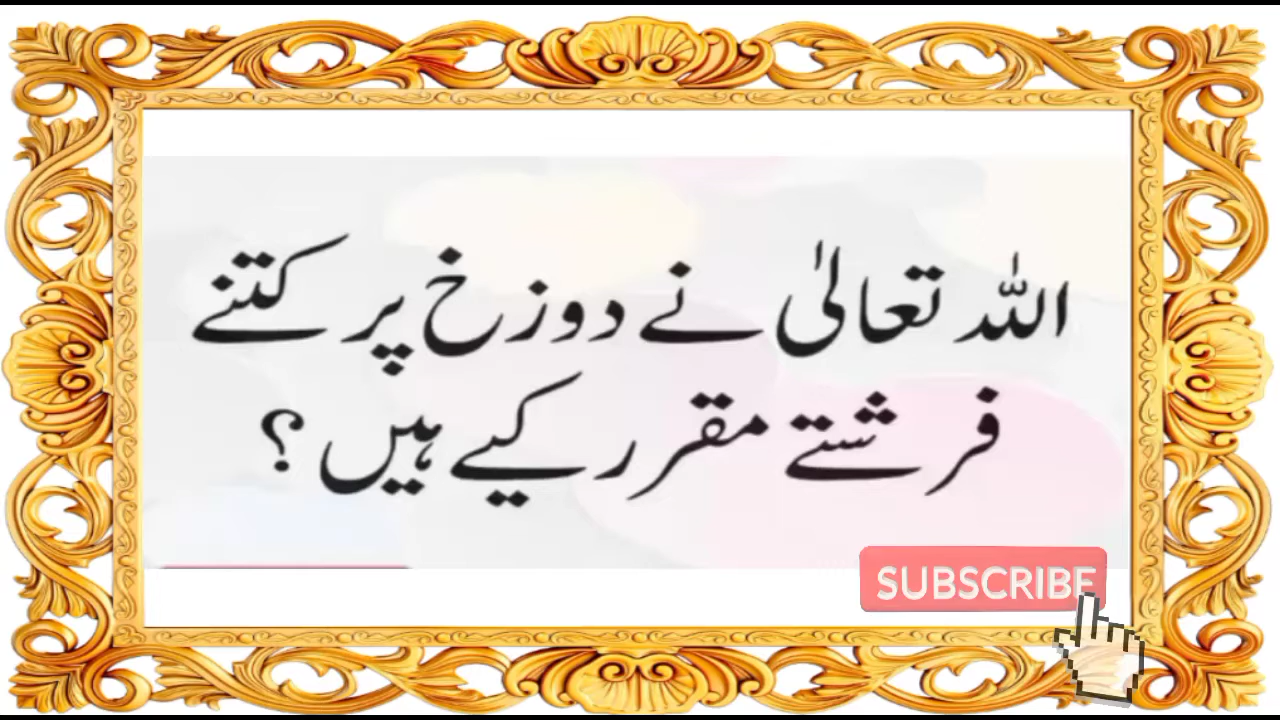 اللہ تعالیٰ نے دوزخ پر کتنے
فرشتے مقرر کیے ہیں ؟
SUBSCRIBE